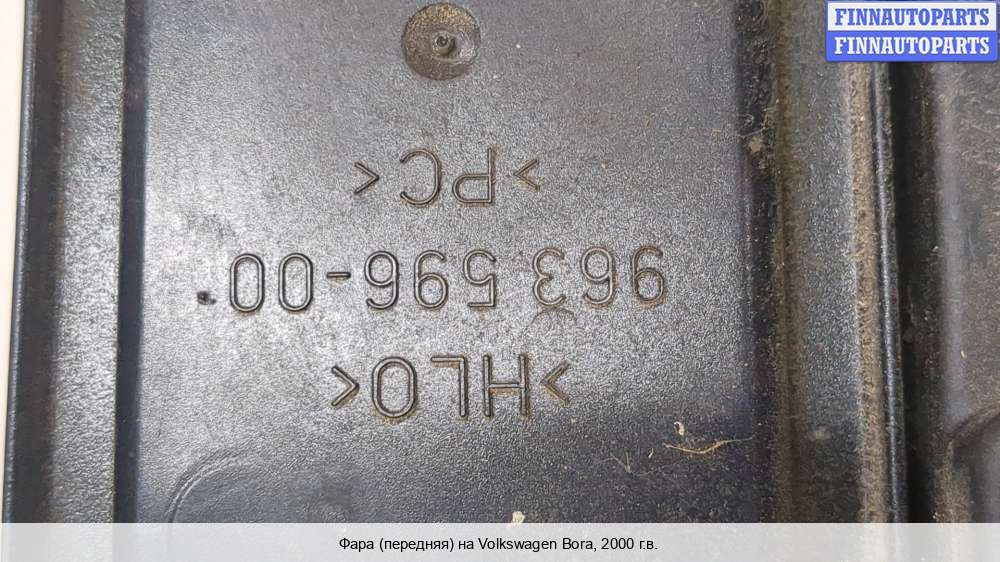 FINNAUTOPARTS
FINNAUTOPARTS
>HLO<
963 596-00
>PC<
Фара (передняя) на Volkswagen Bora, 2000 г.в.